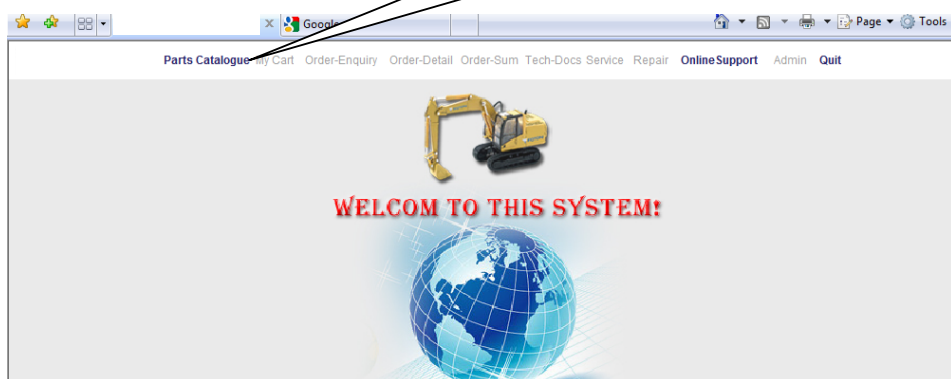 Google
Page Tools
Parts Catalogue My Cart Order-Enquiry Order-Detail Order-Sum Tech-Docs Service Repair OnlineSupport Admin Quit
WELCOM TO THIS SYSTEM!